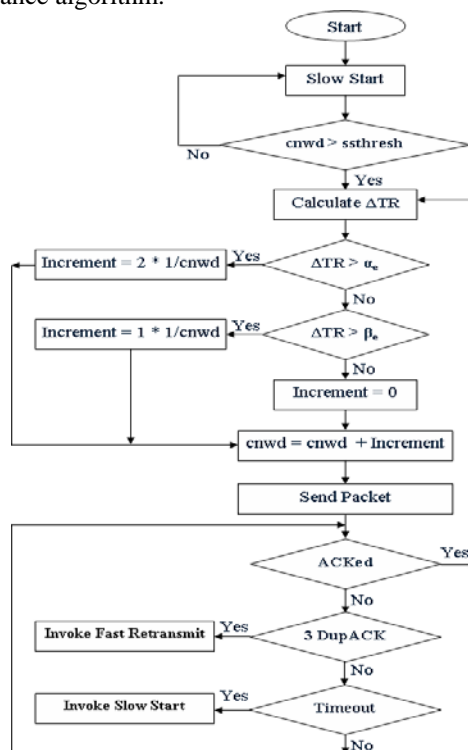 ance algorithm.
Start
Slow Start
cnwd > ssthresh
No
Yes
Calculate ΔTR
Increment = 2 * 1/cnwd
Yes
ΔTR > αe
No
Increment = 1 * 1/cnwd
Yes
ΔTR > βe
No
Increment = 0
cnwd = cnwd + Increment
Send Packet
ACKed
Yes
No
Invoke Fast Retransmit
Yes
3 DupACK
No
Invoke Slow Start
Yes
Timeout
No